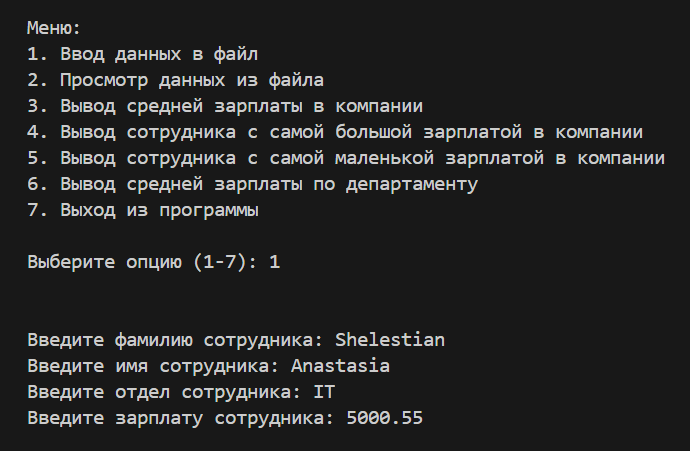 Меню:
1. Ввод данных в файл
2. Просмотр данных из файла
3. Вывод средней зарплаты в компании
4. Вывод сотрудника с самой большой зарплатой в компании
5. Вывод сотрудника с самой маленькой зарплатой в компании
6. Вывод средней зарплаты по департаменту
7. Выход из программы
Выберите опцию (1-7): 1
Введите фамилию сотрудника: Shelestian
Введите имя сотрудника: Anastasia
Введите отдел сотрудника: IT
Введите зарплату сотрудника: 5000.55